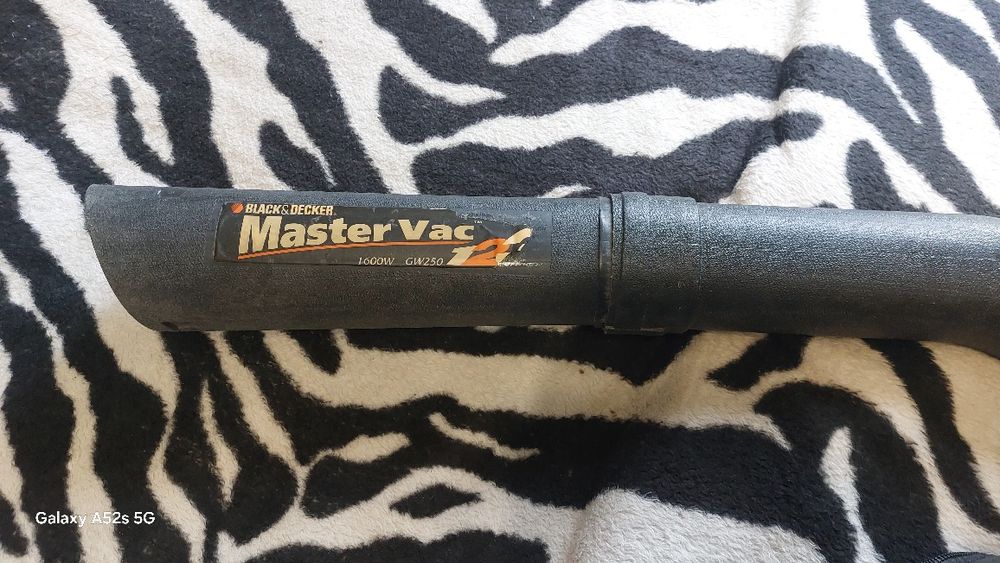 BLACK&DECKER.
Master Vac
1600W GW250
Galaxy A52s 5G